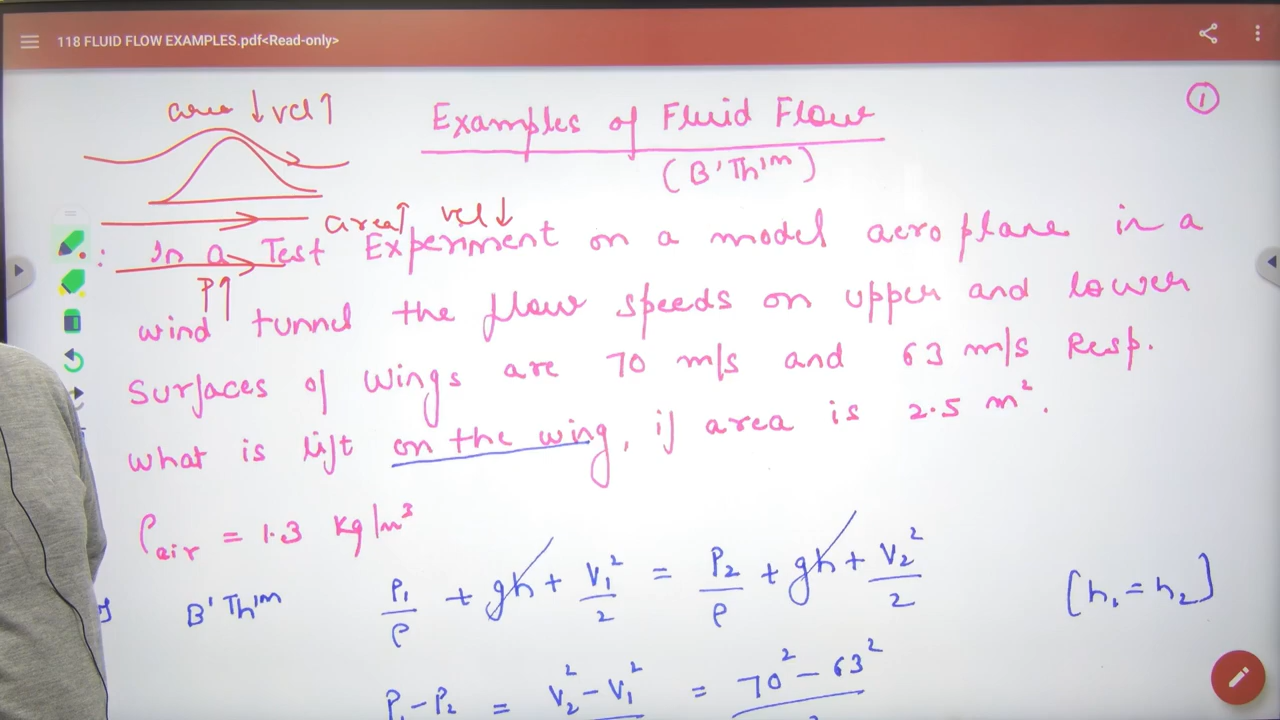 118 FLUID FLOW EXAMPLES.pdf<Read-only>
area ↓ vel ↑
Examples of Fluid Flow
(B'Th'm)
1
area ↑ vel ↓
: In a Test Experiment on a model aeroplane in a
P↑
wind tunnel the flow speeds on upper and lower
Surfaces of wings are 70 m/s and 63 m/s Resp.
what is lift on the wing, if area is 2.5 m².
ρair = 1.3 kg/m³
B'Th'm P₁/ρ + gh + V₁²/2 = P₂/ρ + gh + V₂²/2 [h₁ = h₂]
P₁ - P₂ = V₂² - V₁² = 70² - 63²